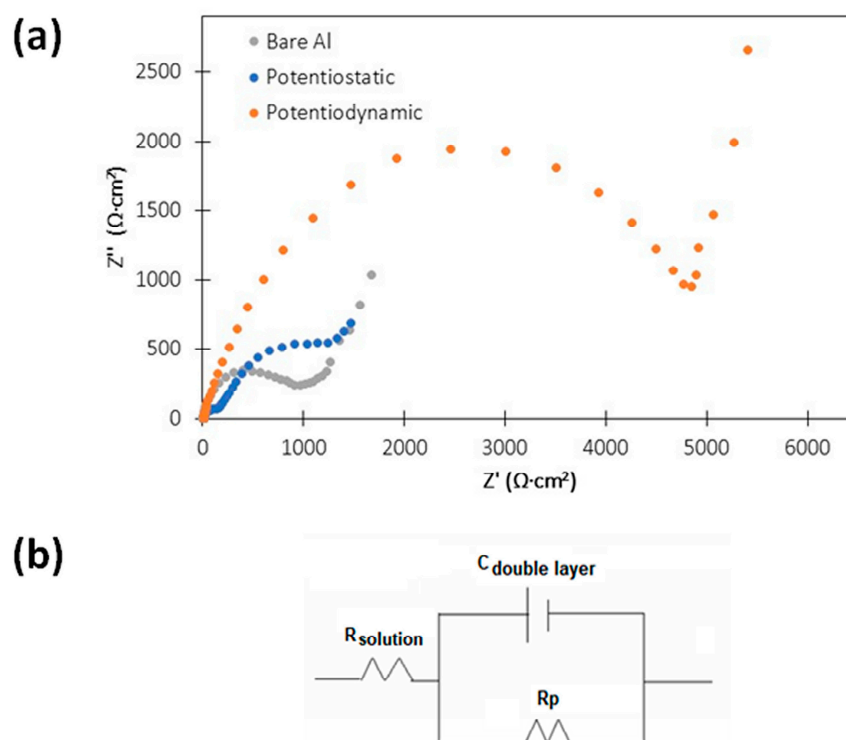 (a)
Bare Al
Potentiostatic
Potentiodynamic
2500
2000
1500
1000
500
0
Z'' (Ω·cm²)
0 1000 2000 3000 4000 5000 6000
Z' (Ω·cm²)
(b)
C double layer
R solution
Rp